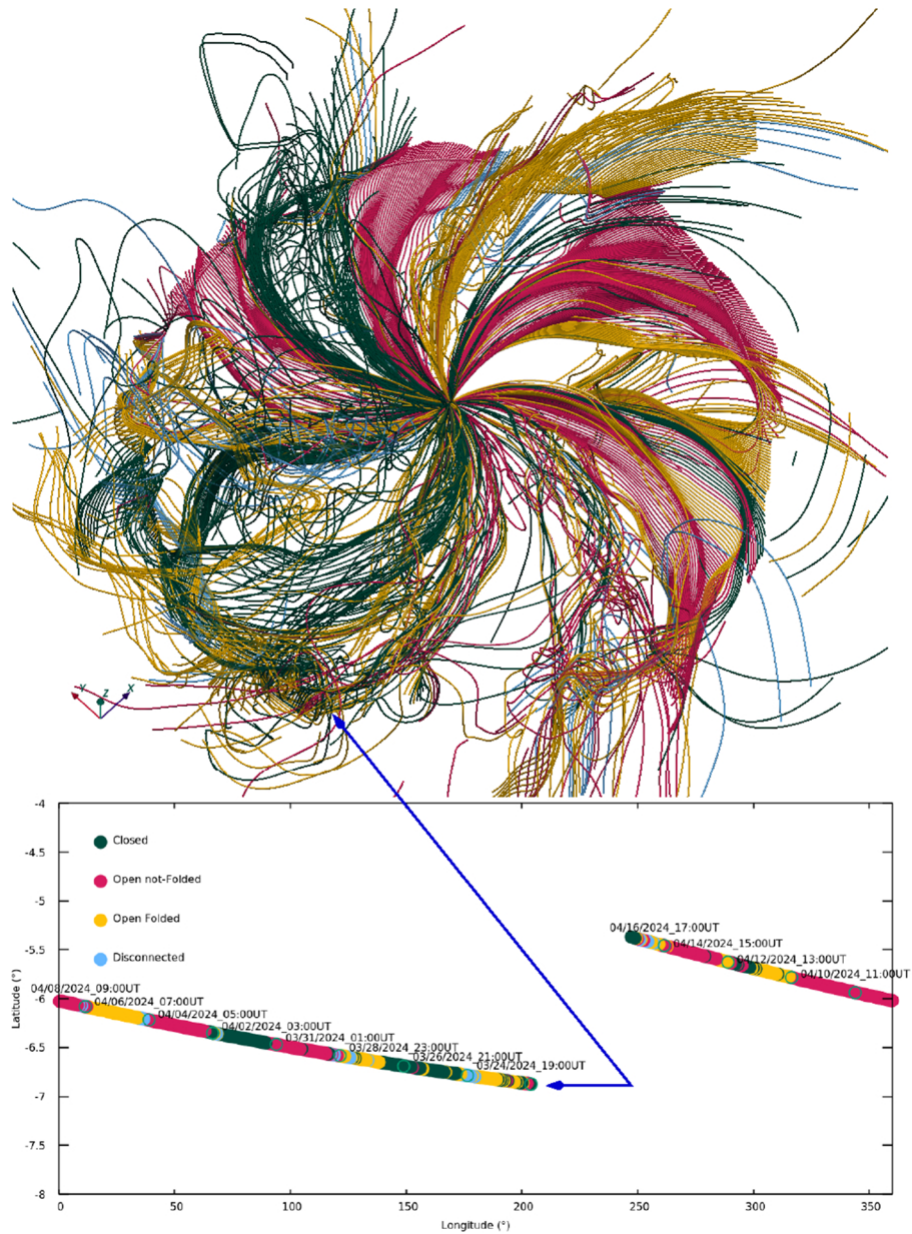 Y Z X
-4
-4.5
Closed
Open not-Folded
-5
Open Folded
04/16/2024_17:00UT
04/14/2024_15:00UT
-5.5
Disconnected
04/12/2024_13:00UT
04/10/2024_11:00UT
04/08/2024_09:00UT
-6
04/06/2024_07:00UT
04/04/2024_05:00UT
04/02/2024_03:00UT
03/31/2024_01:00UT
-6.5
03/28/2024_23:00UT
03/26/2024_21:00UT
03/24/2024_19:00UT
-7
-7.5
-8
Latitude (°)
0 50 100 150 200 250 300 350
Longitude (°)